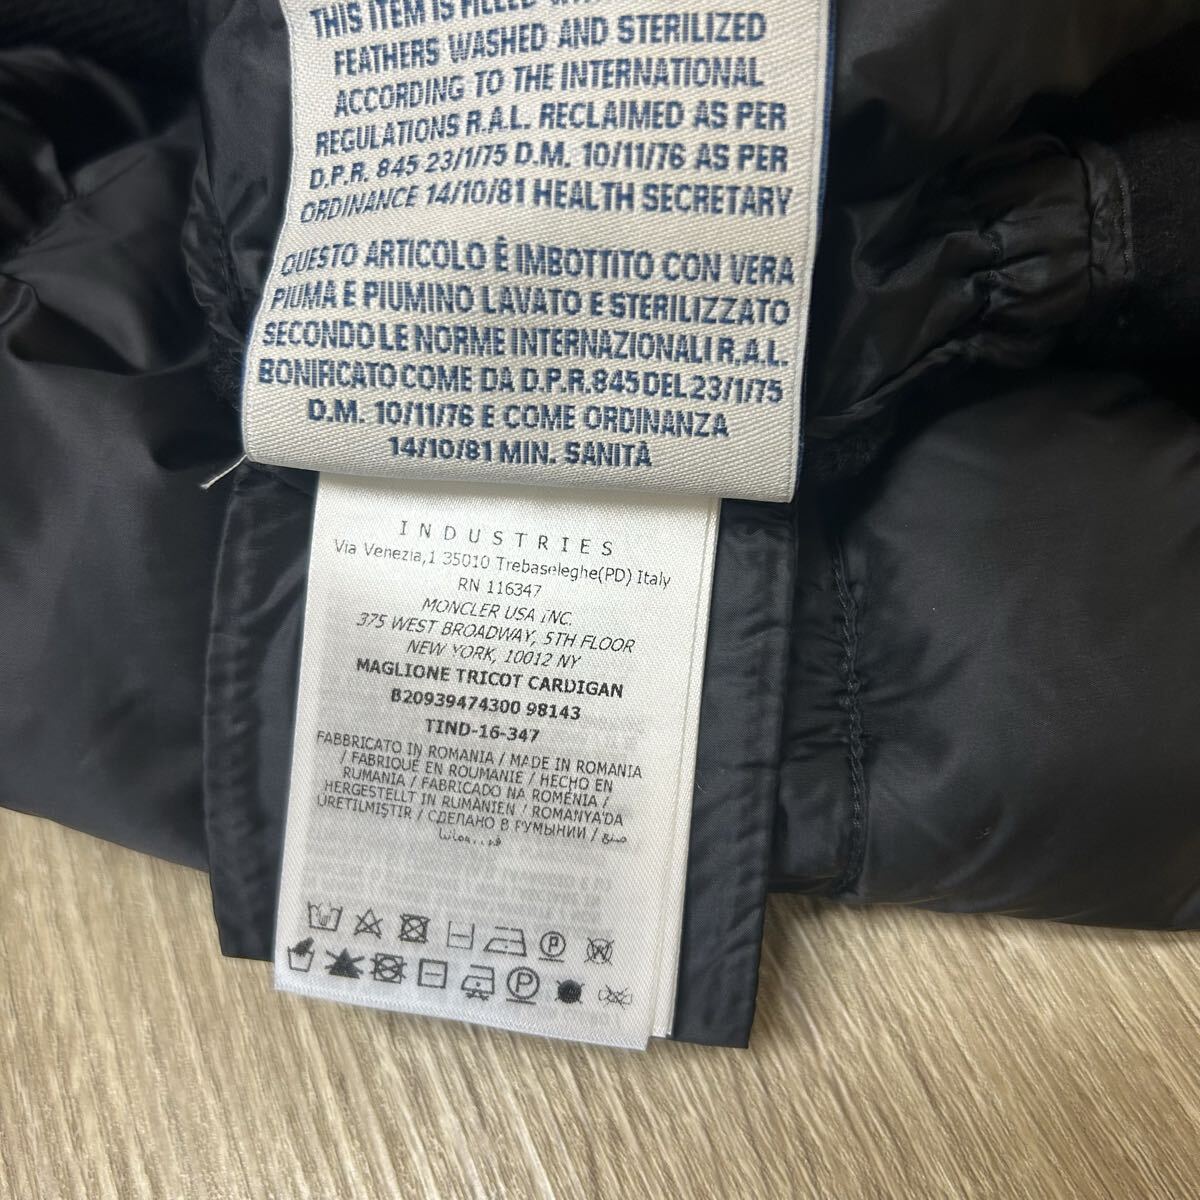 THIS ITEM IS FILLED
FEATHERS WASHED AND STERILIZED
ACCORDING TO THE INTERNATIONAL
REGULATIONS R.A.L. RECLAIMED AS PER
D.P.R. 845 23/1/75 D.M. 10/11/76 AS PER
ORDINANCE 14/10/81 HEALTH SECRETARY
QUESTO ARTICOLO È IMBOTTITO CON VERA
PIUMA E PIUMINO LAVATO E STERILIZZATO
SECONDO LE NORME INTERNAZIONALI R.A.L.
BONIFICATO COME DA D.P.R.845 DEL 23/1/75
D.M. 10/11/76 E COME ORDINANZA
14/10/81 MIN. SANITÀ
INDUSTRIES
Via Venezia,1 35010 Trebaseleghe(PD) Italy
RN 116347
MONCLER USA INC.
375 WEST BROADWAY, 5TH FLOOR
NEW YORK, 10012 NY
MAGLIONE TRICOT CARDIGAN
B20939474300 98143
TIND-16-347
FABBRICATO IN ROMANIA / MADE IN ROMANIA
/ FABRIQUÉ EN ROUMANIE / HECHO EN
RUMANIA / FABRICADO NA ROMÉNIA /
HERGESTELLT IN RUMÄNIEN / ROMANYA'DA
ÜRETILMIŞTIR / СДЕЛАНО В РУМЫНИИ / صنع
في رومانيا